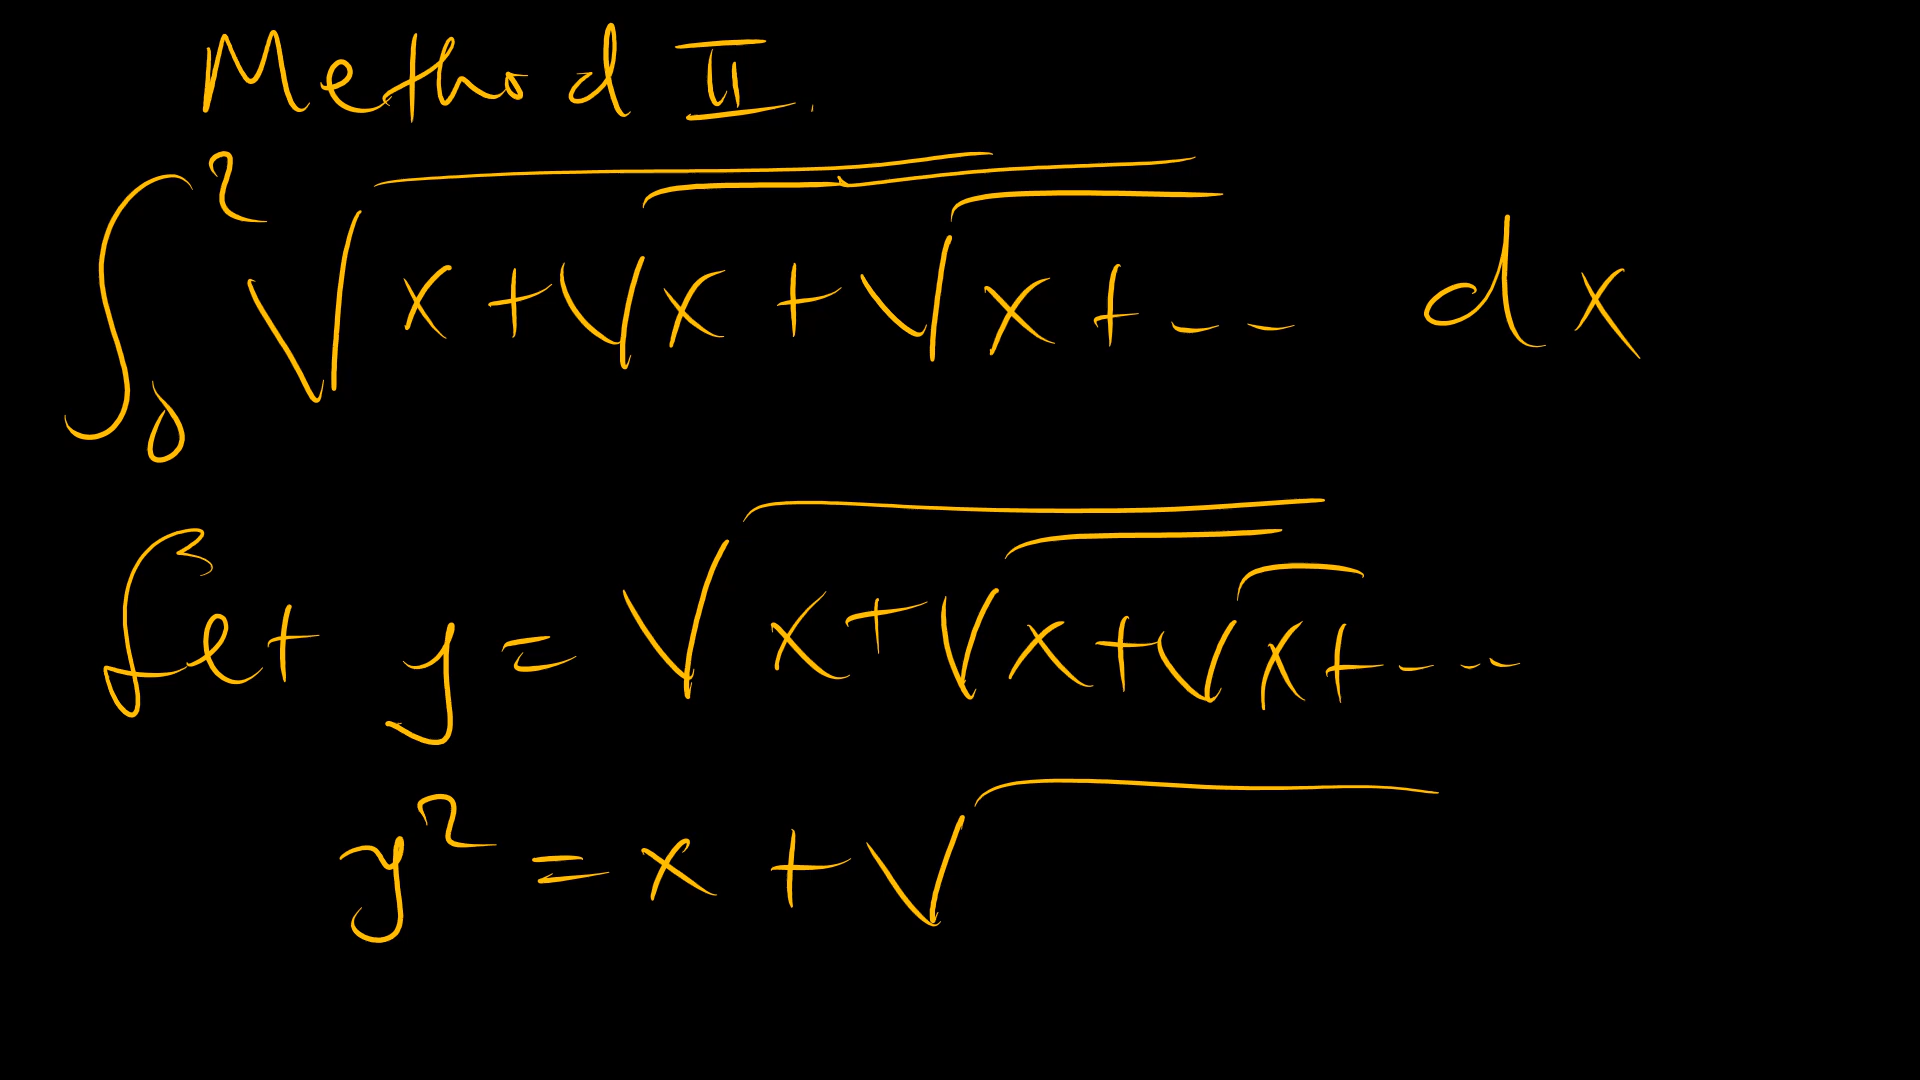 Method II.
∫₀² √(x+√(x+√(x+--- dx
Let y = √(x+√(x+√(x+----
y² = x + √